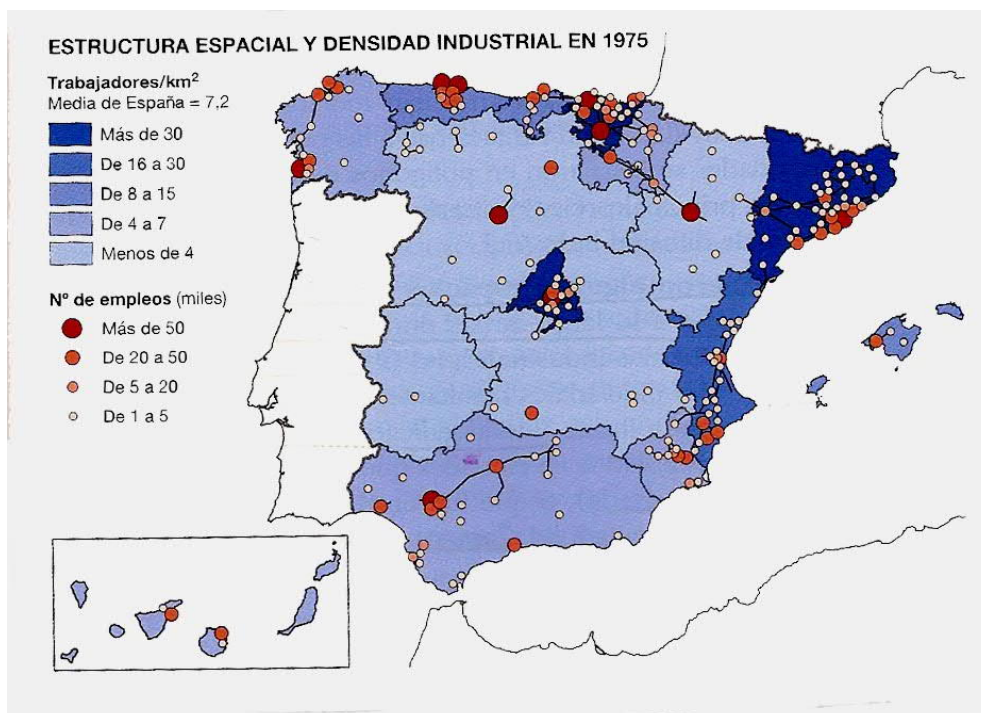 ESTRUCTURA ESPACIAL Y DENSIDAD INDUSTRIAL EN 1975
Trabajadores/km²
Media de España = 7,2
Más de 30
De 16 a 30
De 8 a 15
De 4 a 7
Menos de 4
Nº de empleos (miles)
Más de 50
De 20 a 50
De 5 a 20
De 1 a 5